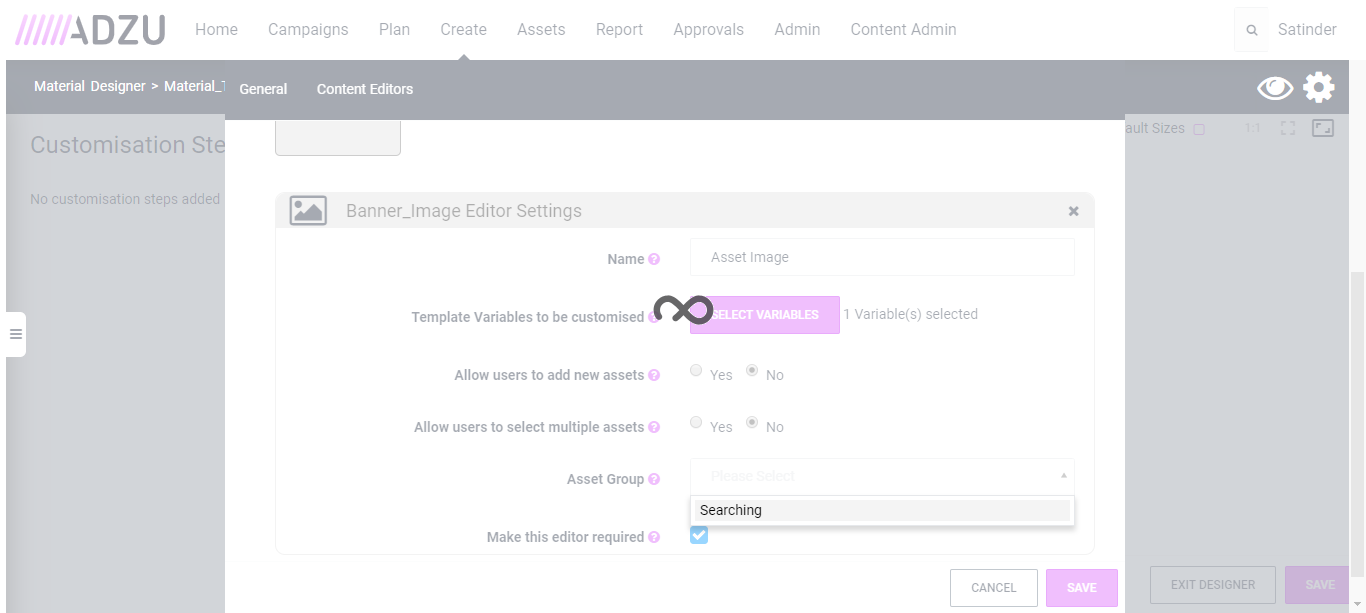 ADZU Home Campaigns Plan Create Assets Report Approvals Admin Content Admin Satinder
Material Designer > Material_ General Content Editors
Customisation Ste ault Sizes 1:1
No customisation steps added
Banner_Image Editor Settings
Name ? Asset Image
Template Variables to be customised ? SELECT VARIABLES 1 Variable(s) selected
Allow users to add new assets ? Yes No
Allow users to select multiple assets ? Yes No
Asset Group ? Please Select
Searching
Make this editor required ?
CANCEL SAVE EXIT DESIGNER SAVE